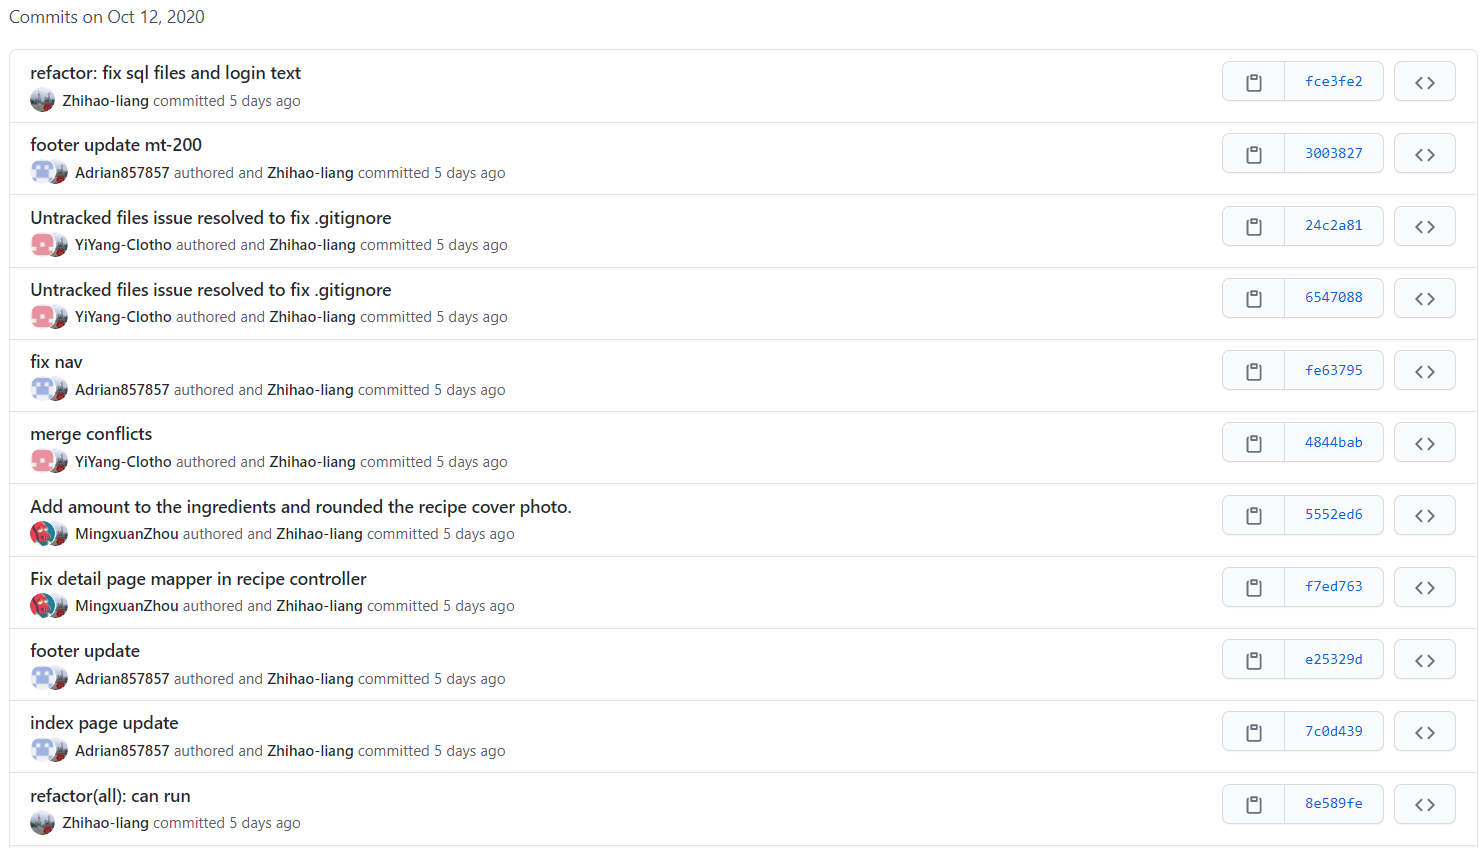 Commits on Oct 12, 2020
refactor: fix sql files and login text
fce3fe2
Zhihao-liang committed 5 days ago
footer update mt-200
3003827
Adrian857857 authored and Zhihao-liang committed 5 days ago
Untracked files issue resolved to fix .gitignore
24c2a81
YiYang-Clotho authored and Zhihao-liang committed 5 days ago
Untracked files issue resolved to fix .gitignore
6547088
YiYang-Clotho authored and Zhihao-liang committed 5 days ago
fix nav
fe63795
Adrian857857 authored and Zhihao-liang committed 5 days ago
merge conflicts
4844bab
YiYang-Clotho authored and Zhihao-liang committed 5 days ago
Add amount to the ingredients and rounded the recipe cover photo.
5552ed6
MingxuanZhou authored and Zhihao-liang committed 5 days ago
Fix detail page mapper in recipe controller
f7ed763
MingxuanZhou authored and Zhihao-liang committed 5 days ago
footer update
e25329d
Adrian857857 authored and Zhihao-liang committed 5 days ago
index page update
7c0d439
Adrian857857 authored and Zhihao-liang committed 5 days ago
refactor(all): can run
8e589fe
Zhihao-liang committed 5 days ago